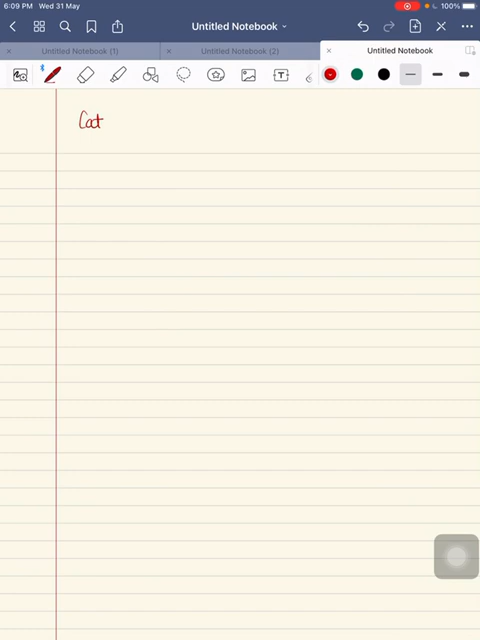 6:09 PM Wed 31 May
100%
Untitled Notebook
Untitled Notebook (1)
Untitled Notebook (2)
Untitled Notebook
T
Cat